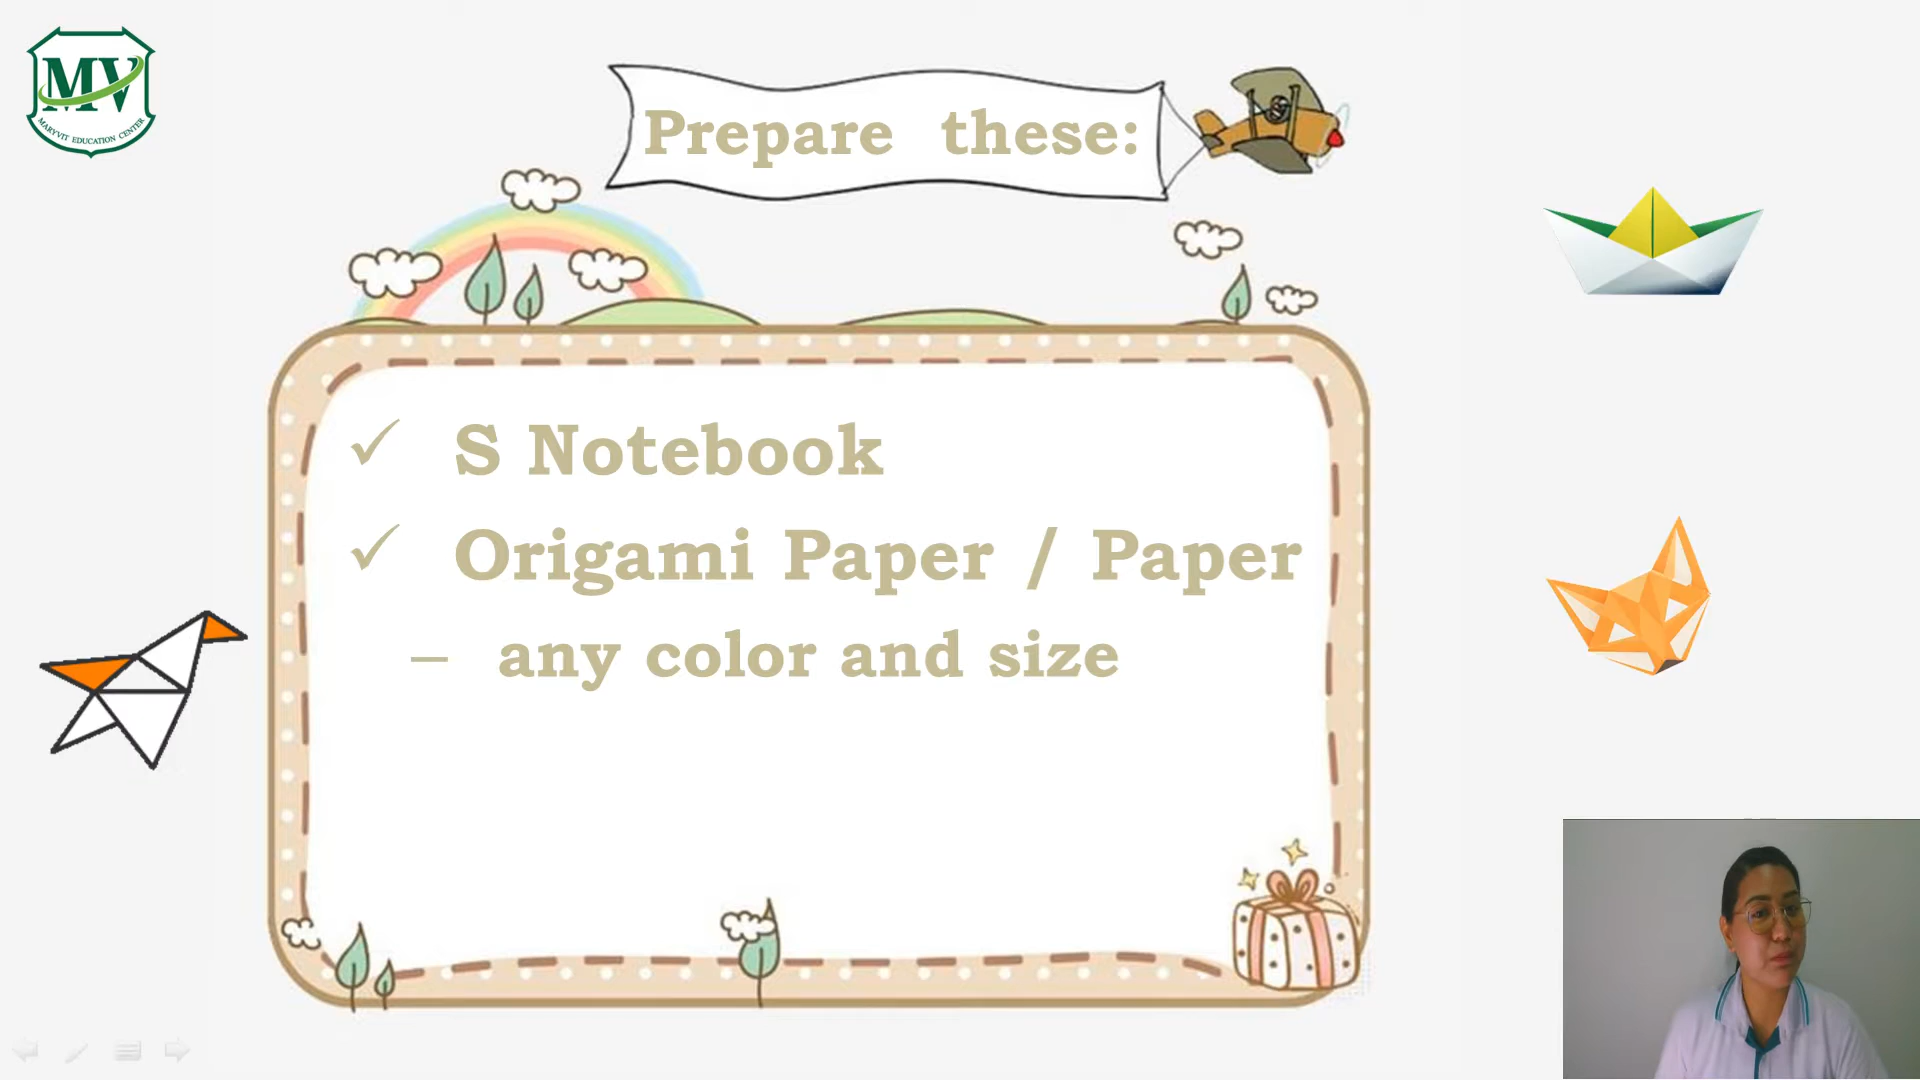 MV
MARYVIT EDUCATION CENTER
Prepare these:
✓ S Notebook
✓ Origami Paper / Paper
– any color and size